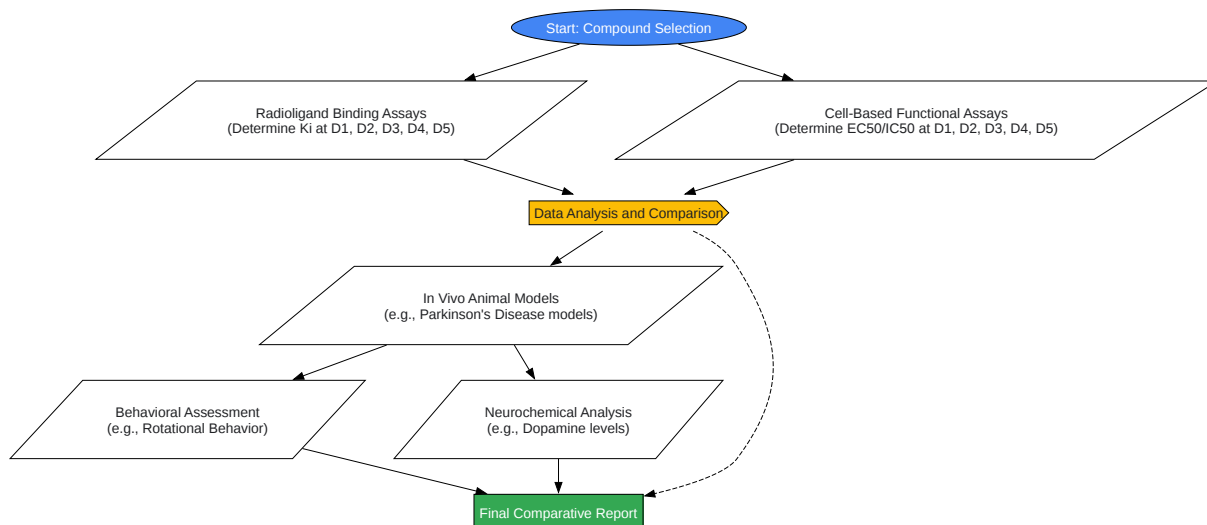 Start: Compound Selection
Radioligand Binding Assays
(Determine Ki at D1, D2, D3, D4, D5)
Cell-Based Functional Assays
(Determine EC50/IC50 at D1, D2, D3, D4, D5)
Data Analysis and Comparison
In Vivo Animal Models
(e.g., Parkinson's Disease models)
Behavioral Assessment
(e.g., Rotational Behavior)
Neurochemical Analysis
(e.g., Dopamine levels)
Final Comparative Report